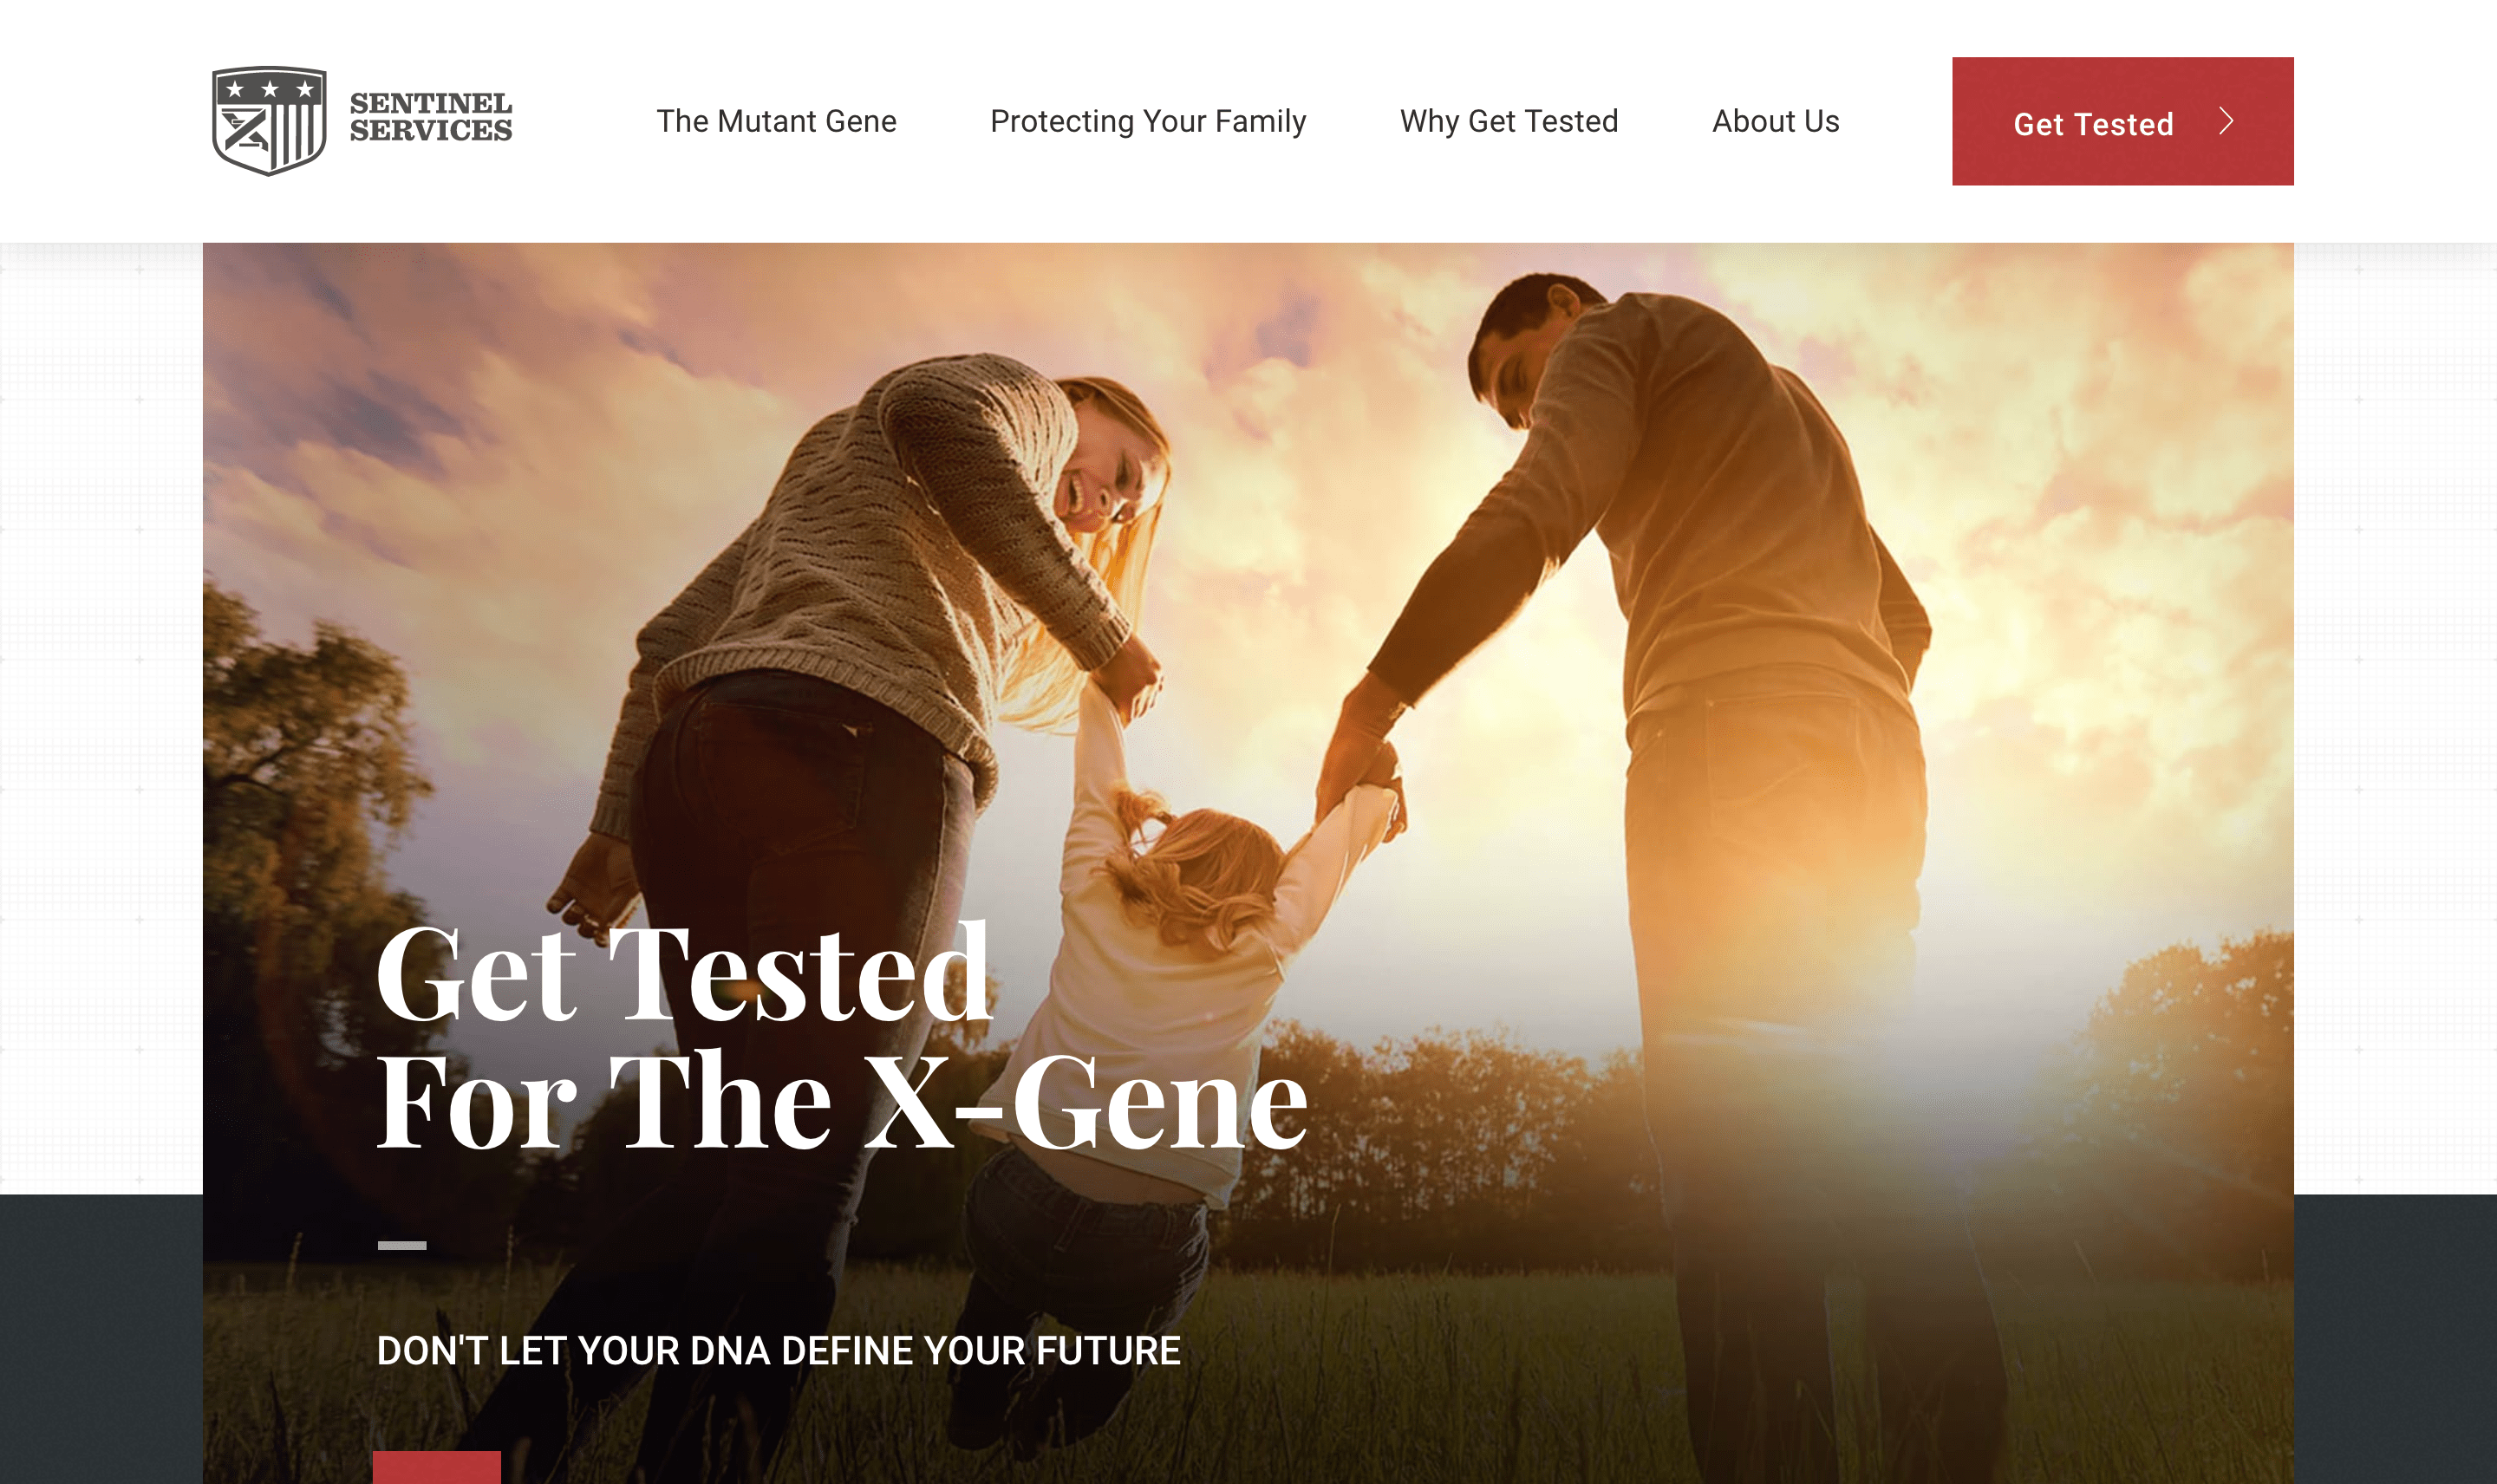 SENTINEL
SERVICES
The Mutant Gene
Protecting Your Family
Why Get Tested
About Us
Get Tested
Get Tested
For The X-Gene
DON'T LET YOUR DNA DEFINE YOUR FUTURE